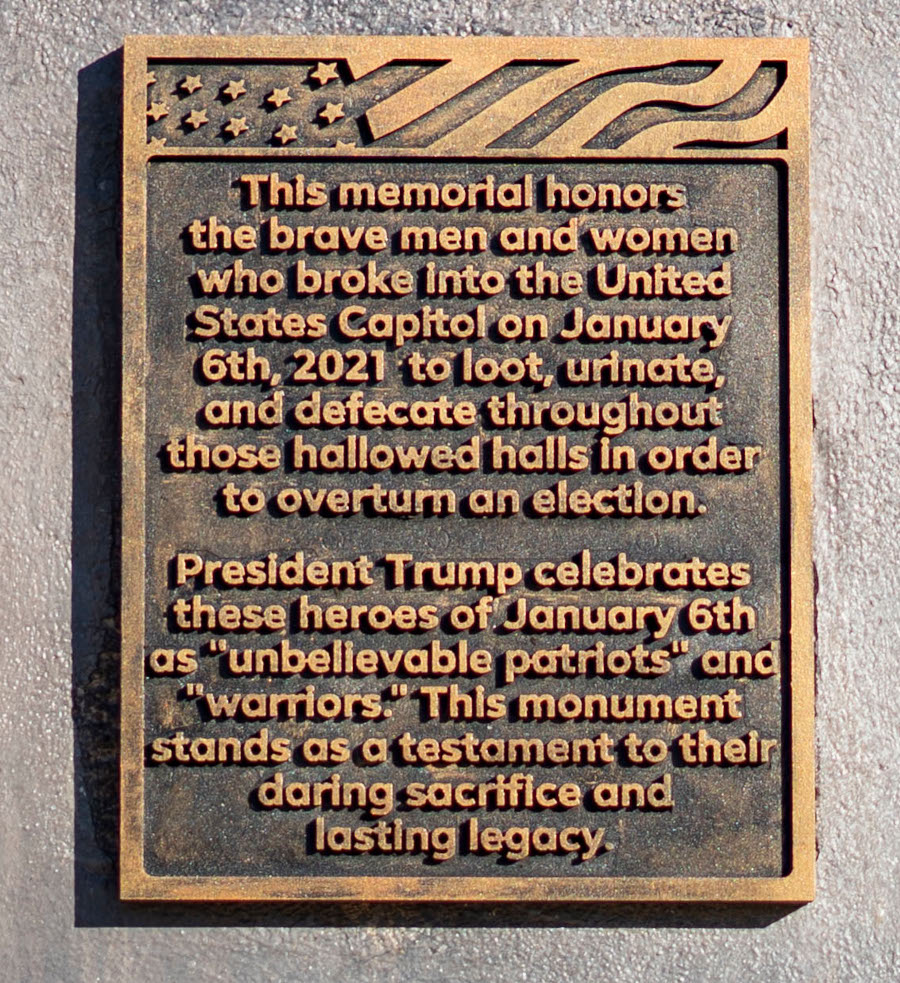 This memorial honors
the brave men and women
who broke into the United
States Capitol on January
6th, 2021 to loot, urinate,
and defecate throughout
those hallowed halls in order
to overturn an election.
President Trump celebrates
these heroes of January 6th
as "unbelievable patriots" and
"warriors." This monument
stands as a testament to their
daring sacrifice and
lasting legacy.